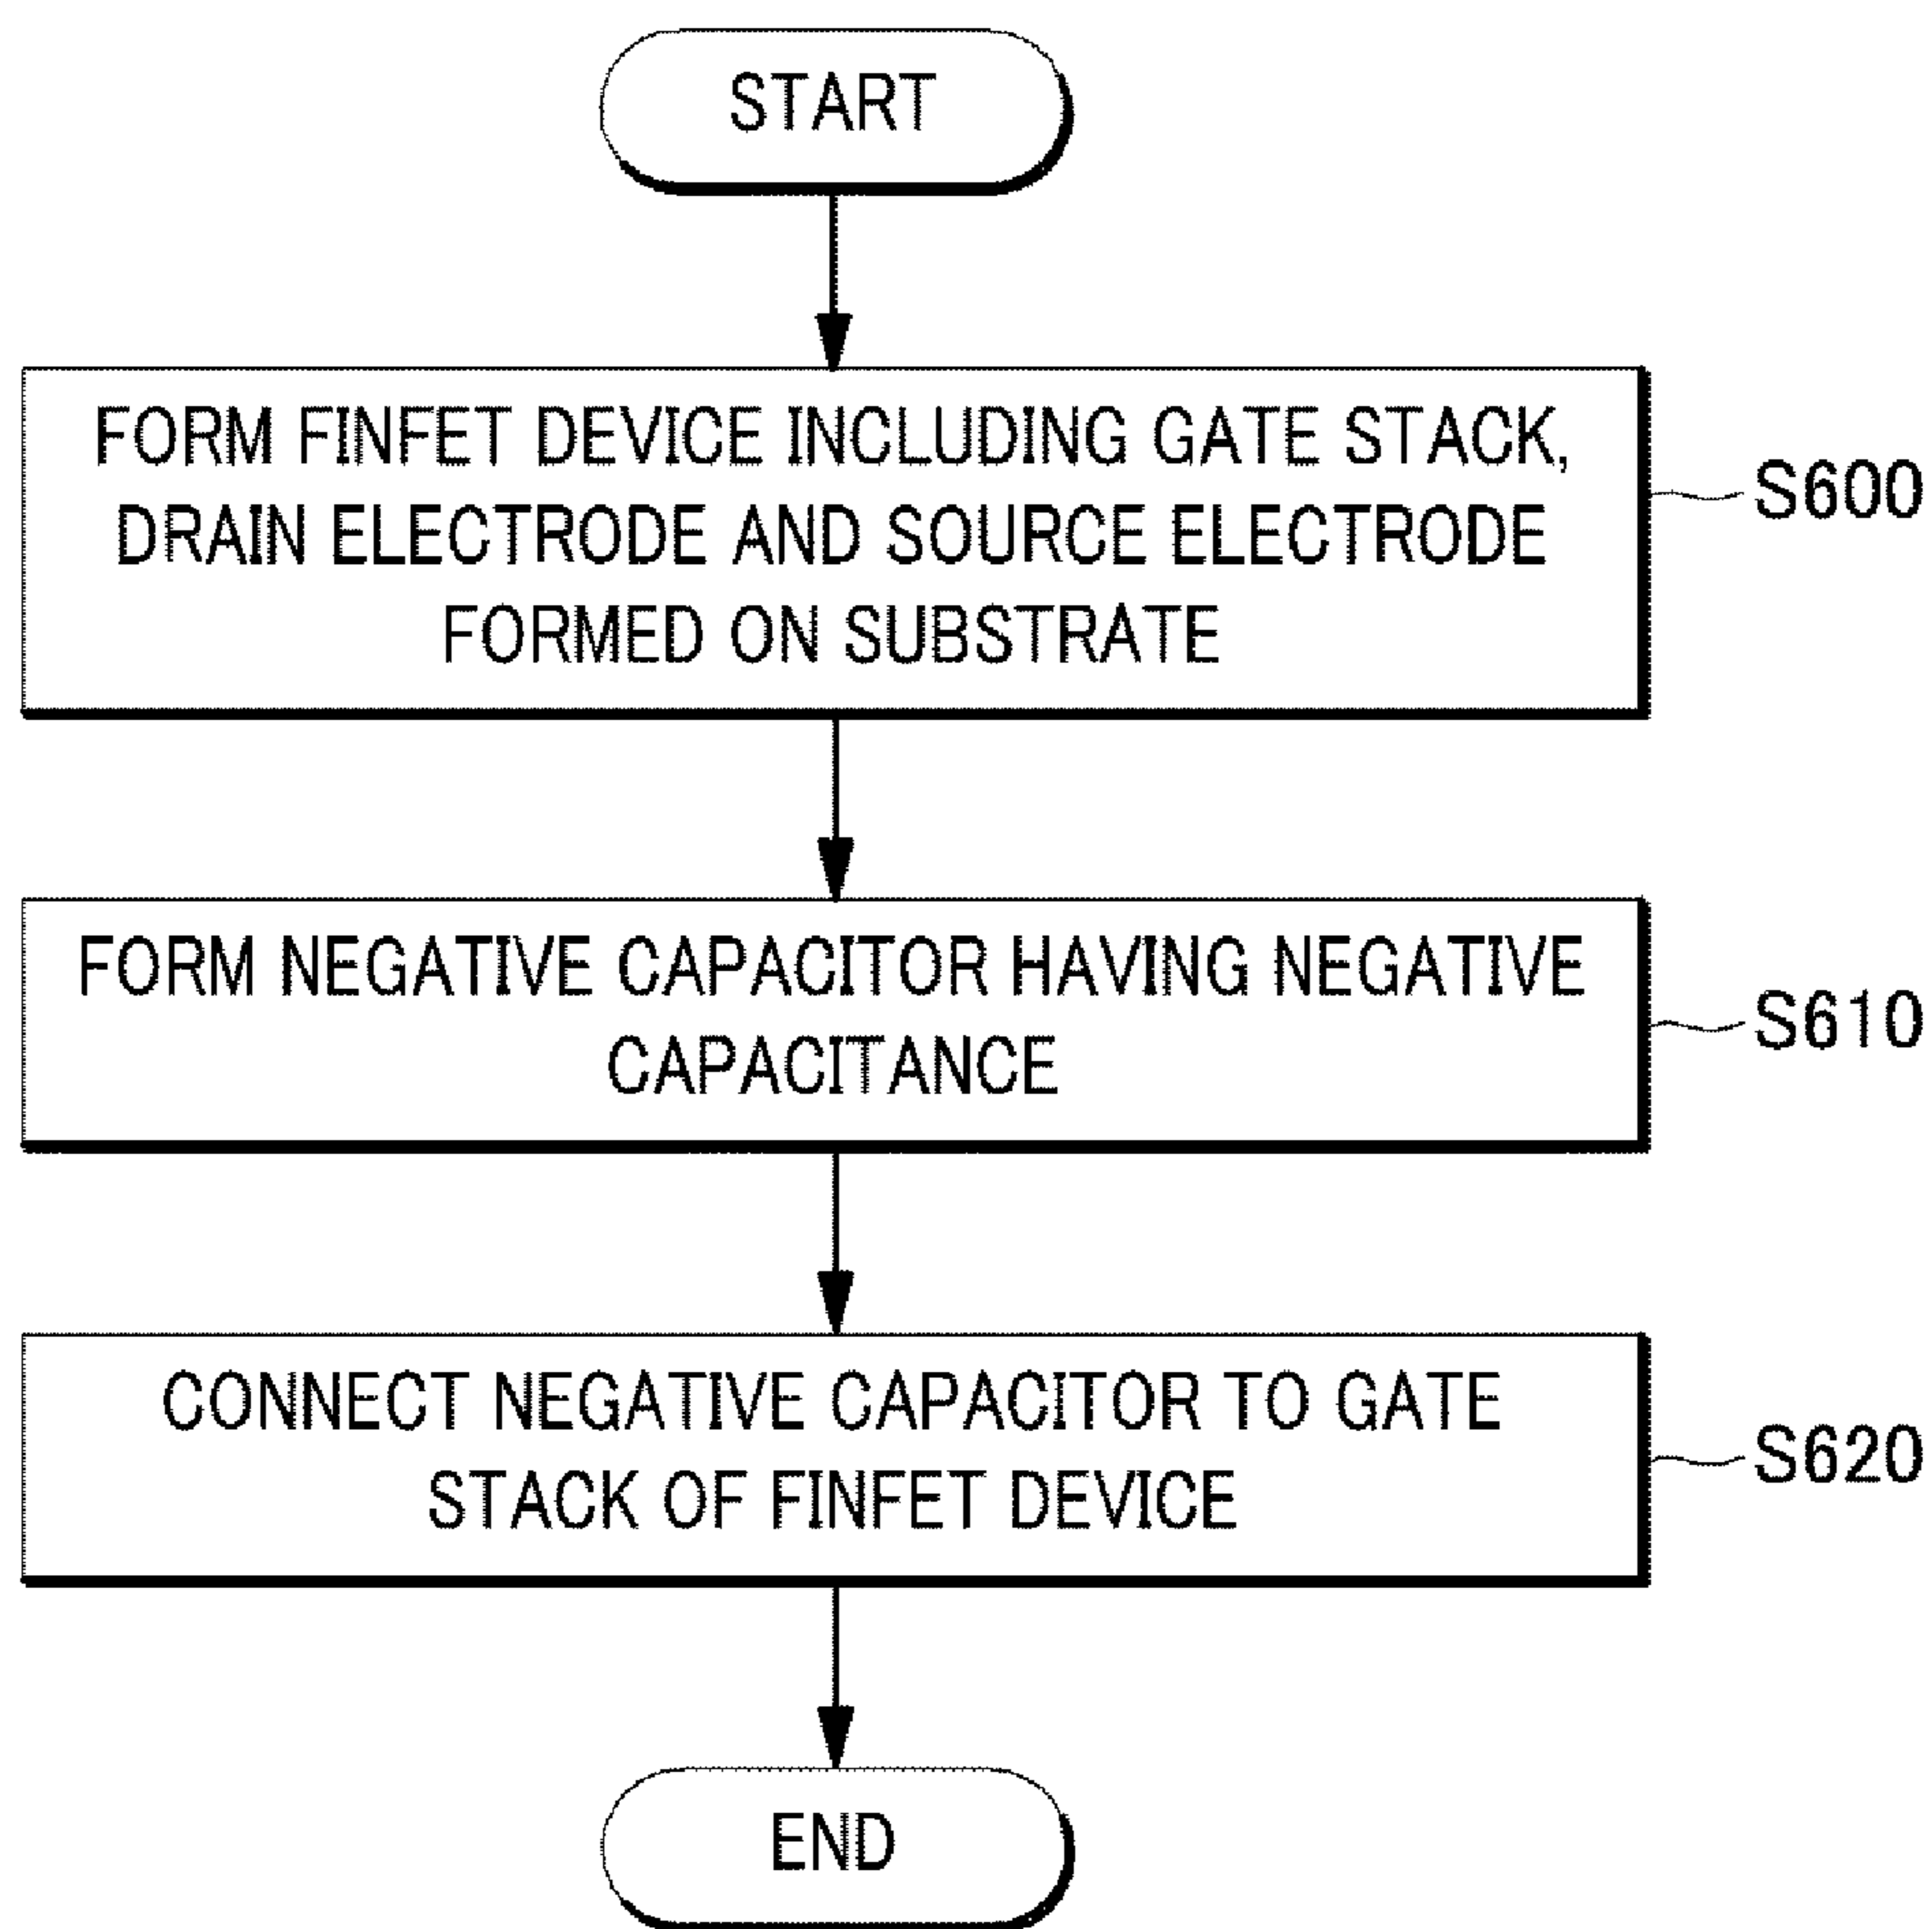 START
FORM FINFET DEVICE INCLUDING GATE STACK,
DRAIN ELECTRODE AND SOURCE ELECTRODE
FORMED ON SUBSTRATE
S600
FORM NEGATIVE CAPACITOR HAVING NEGATIVE
CAPACITANCE
S610
CONNECT NEGATIVE CAPACITOR TO GATE
STACK OF FINFET DEVICE
S620
END